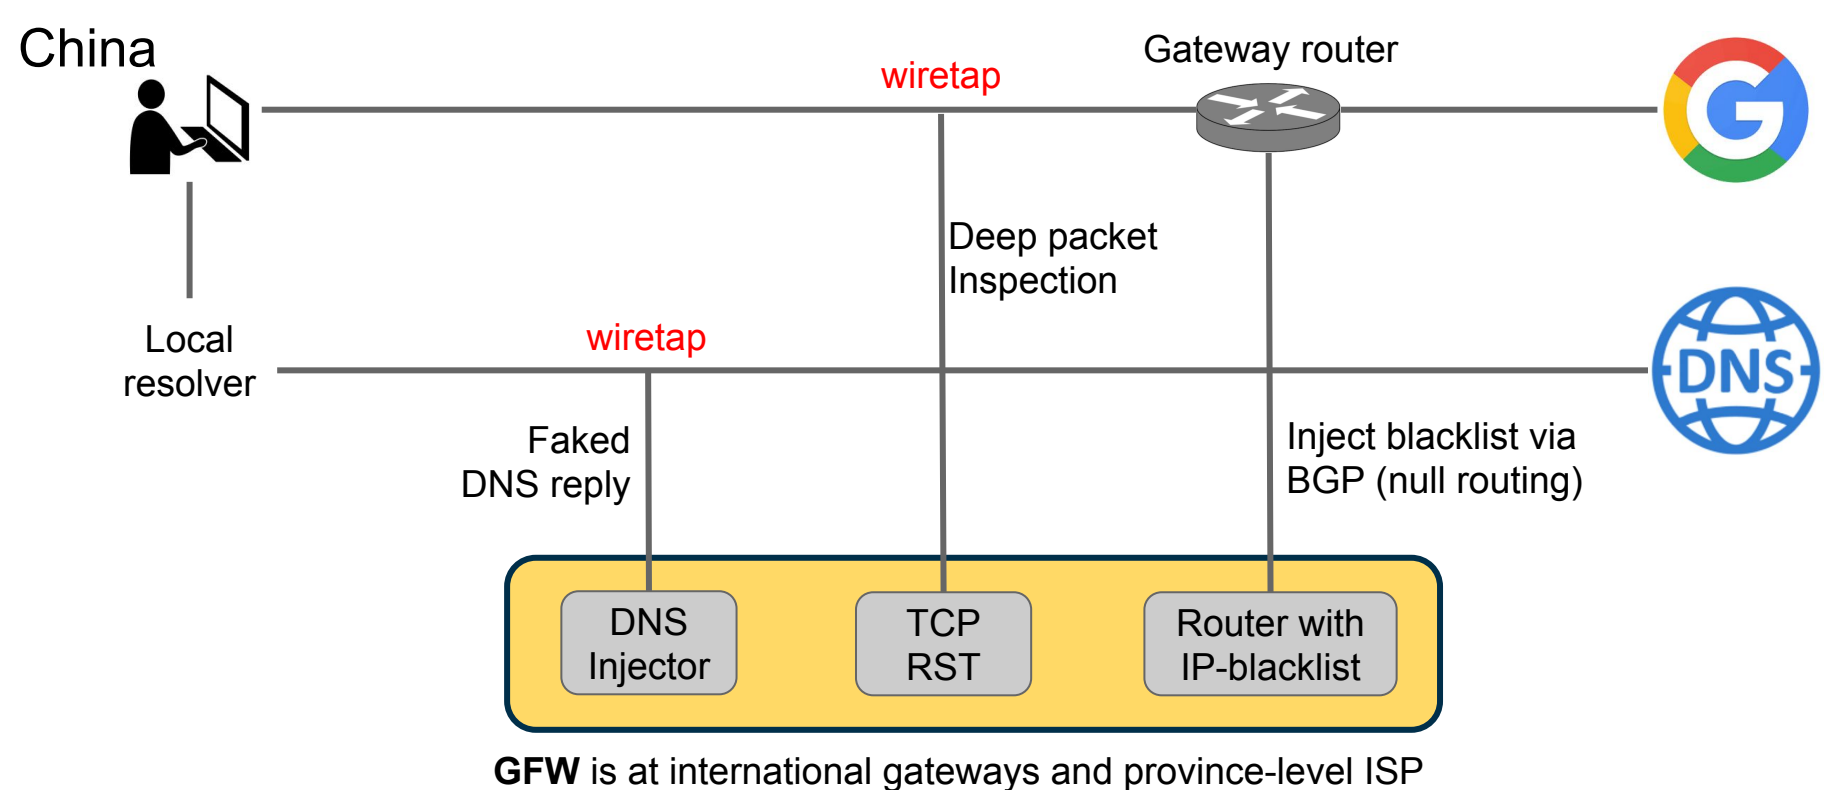 China
wiretap
Gateway router
Deep packet
Inspection
Local
resolver
wiretap
DNS
Faked
DNS reply
Inject blacklist via
BGP (null routing)
DNS
Injector
TCP
RST
Router with
IP-blacklist
GFW is at international gateways and province-level ISP